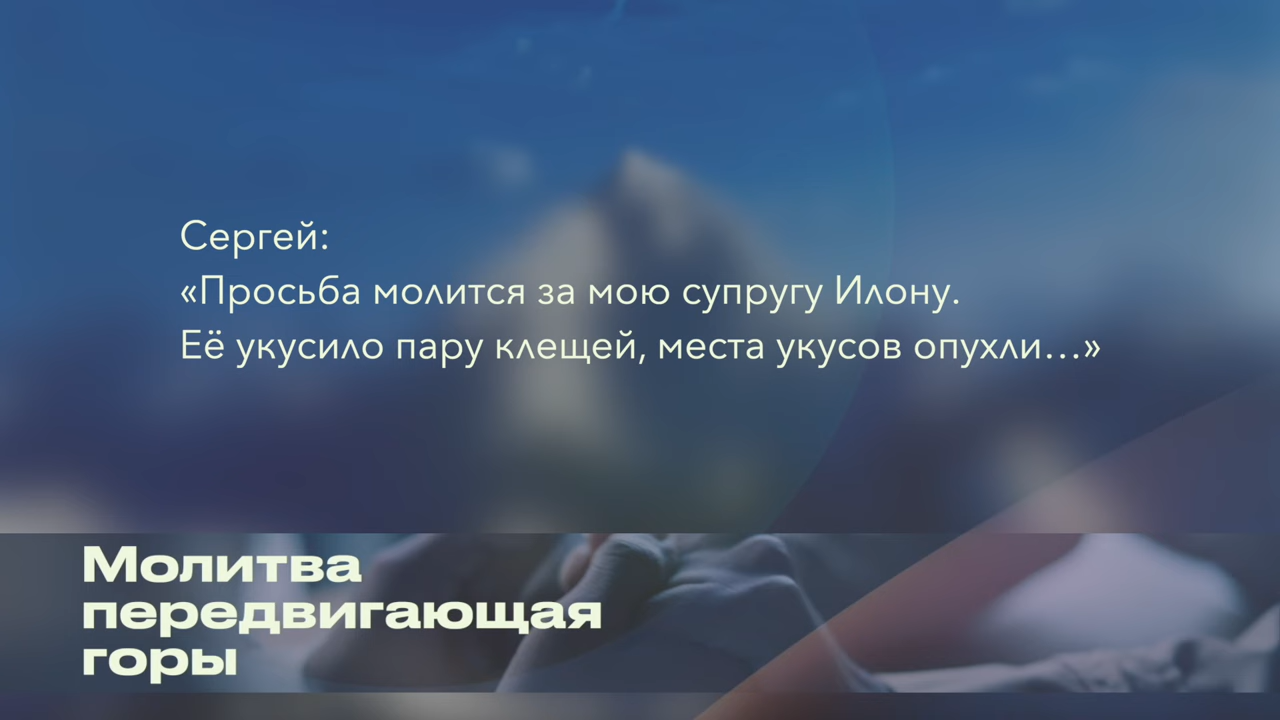 Сергей:
«Просьба молится за мою супругу Илону.
Её укусило пару клещей, места укусов опухли...»
Молитва
передвигающая
горы